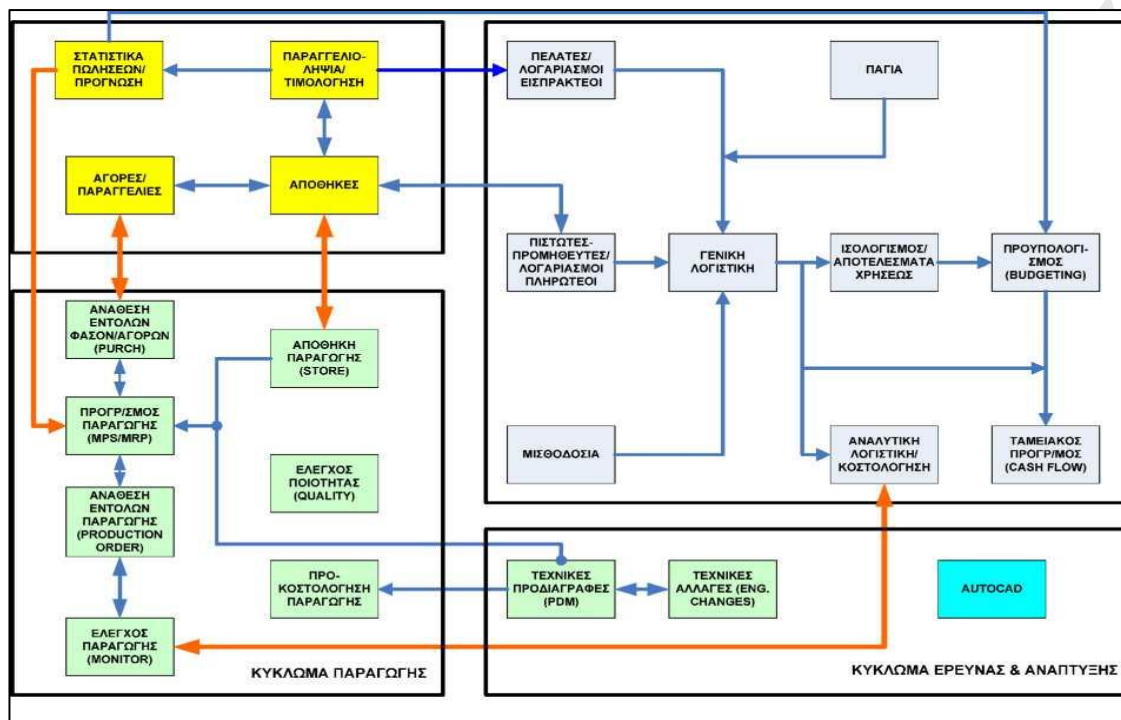 ΣΤΑΤΙΣΤΙΚΑ
ΠΩΛΗΣΕΩΝ/
ΠΡΟΓΝΩΣΗ
ΠΑΡΑΓΓΕΛΙΟ-
ΛΗΨΙΑ/
ΤΙΜΟΛΟΓΗΣΗ
ΑΓΟΡΕΣ/
ΠΑΡΑΓΓΕΛΙΕΣ
ΑΠΟΘΗΚΕΣ
ΠΕΛΑΤΕΣ/
ΛΟΓΑΡΙΑΣΜΟΙ
ΕΙΣΠΡΑΚΤΕΟΙ
ΠΑΓΙΑ
ΠΙΣΤΩΤΕΣ-
ΠΡΟΜΗΘΕΥΤΕΣ/
ΛΟΓΑΡΙΑΣΜΟΙ
ΠΛΗΡΩΤΕΟΙ
ΓΕΝΙΚΗ
ΛΟΓΙΣΤΙΚΗ
ΙΣΟΛΟΓΙΣΜΟΣ/
ΑΠΟΤΕΛΕΣΜΑΤΑ
ΧΡΗΣΕΩΣ
ΠΡΟΥΠΟΛΟΓΙ-
ΣΜΟΣ
(BUDGETING)
ΜΙΣΘΟΔΟΣΙΑ
ΑΝΑΛΥΤΙΚΗ
ΛΟΓΙΣΤΙΚΗ/
ΚΟΣΤΟΛΟΓΗΣΗ
ΤΑΜΕΙΑΚΟΣ
ΠΡΟΓΡ/ΜΟΣ
(CASH FLOW)
ΑΝΑΘΕΣΗ
ΕΝΤΟΛΩΝ
ΦΑΣΟΝ/ΑΓΟΡΩΝ
(PURCH)
ΑΠΟΘΗΚΗ
ΠΑΡΑΓΩΓΗΣ
(STORE)
ΠΡΟΓΡ/ΣΜΟΣ
ΠΑΡΑΓΩΓΗΣ
(MPS/MRP)
ΕΛΕΓΧΟΣ
ΠΟΙΟΤΗΤΑΣ
(QUALITY)
ΑΝΑΘΕΣΗ
ΕΝΤΟΛΩΝ
ΠΑΡΑΓΩΓΗΣ
(PRODUCTION
ORDER)
ΠΡΟ-
ΚΟΣΤΟΛΟΓΗΣΗ
ΠΑΡΑΓΩΓΗΣ
ΕΛΕΓΧΟΣ
ΠΑΡΑΓΩΓΗΣ
(MONITOR)
ΚΥΚΛΩΜΑ ΠΑΡΑΓΩΓΗΣ
ΤΕΧΝΙΚΕΣ
ΠΡΟΔΙΑΓΡΑΦΕΣ
(PDM)
ΤΕΧΝΙΚΕΣ
ΑΛΛΑΓΕΣ (ENG.
CHANGES)
AUTOCAD
ΚΥΚΛΩΜΑ ΕΡΕΥΝΑΣ & ΑΝΑΠΤΥΞΗΣ